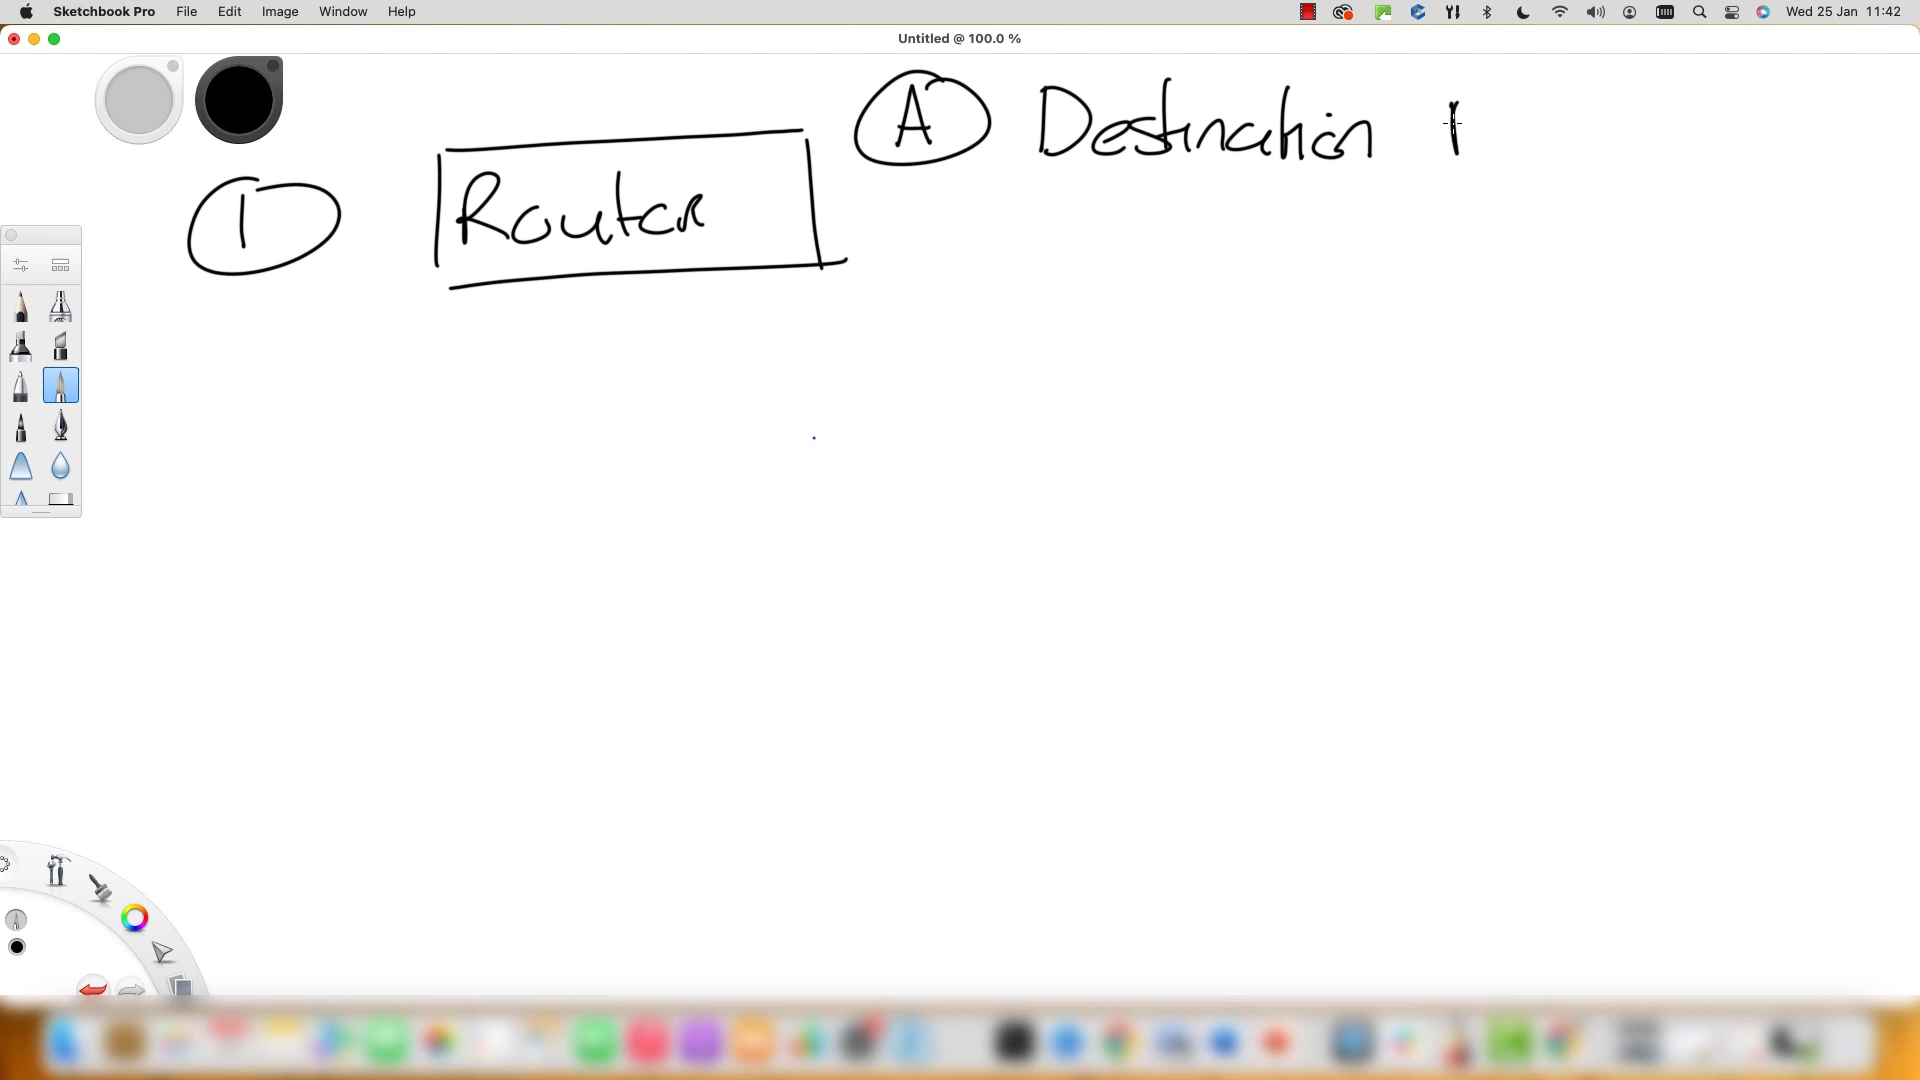 Sketchbook Pro File Edit Image Window Help Wed 25 Jan 11:42
Untitled @ 100.0 %
A Destination I
1 Router